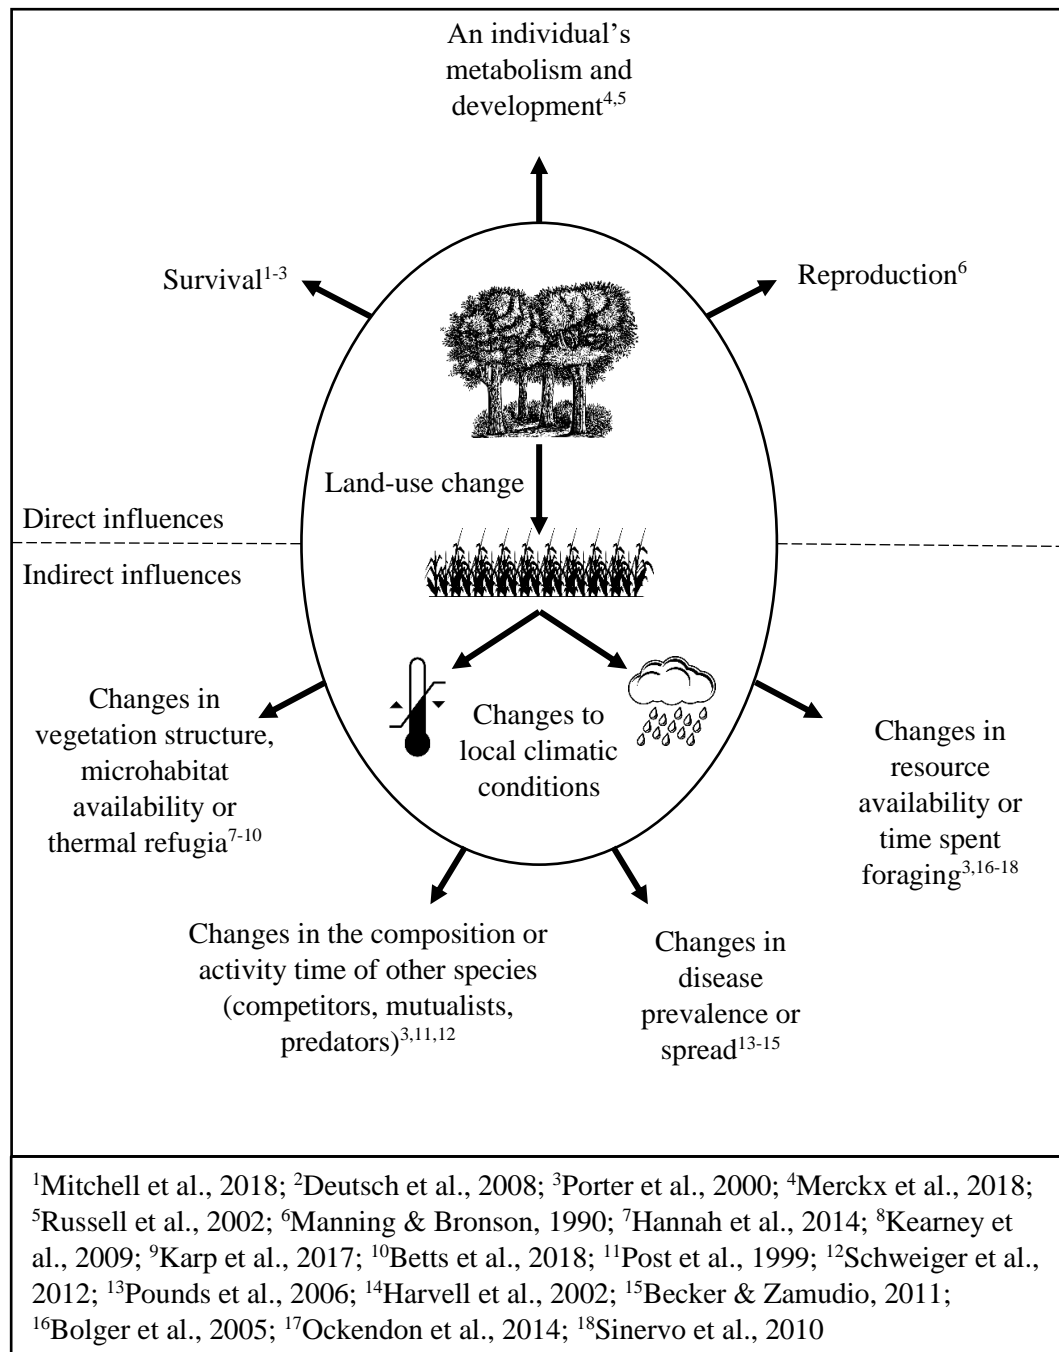 An individual’s
metabolism and
development4,5
Survival1-3
Reproduction6
Land-use change
Direct influences
Indirect influences
Changes in
vegetation structure,
microhabitat
availability or
thermal refugia7-10
Changes to
local climatic
conditions
Changes in
resource
availability or
time spent
foraging3,16-18
Changes in the composition or
activity time of other species
(competitors, mutualists,
predators)3,11,12
Changes in
disease
prevalence or
spread13-15
1Mitchell et al., 2018; 2Deutsch et al., 2008; 3Porter et al., 2000; 4Merckx et al., 2018;
5Russell et al., 2002; 6Manning & Bronson, 1990; 7Hannah et al., 2014; 8Kearney et
al., 2009; 9Karp et al., 2017; 10Betts et al., 2018; 11Post et al., 1999; 12Schweiger et al.,
2012; 13Pounds et al., 2006; 14Harvell et al., 2002; 15Becker & Zamudio, 2011;
16Bolger et al., 2005; 17Ockendon et al., 2014; 18Sinervo et al., 2010